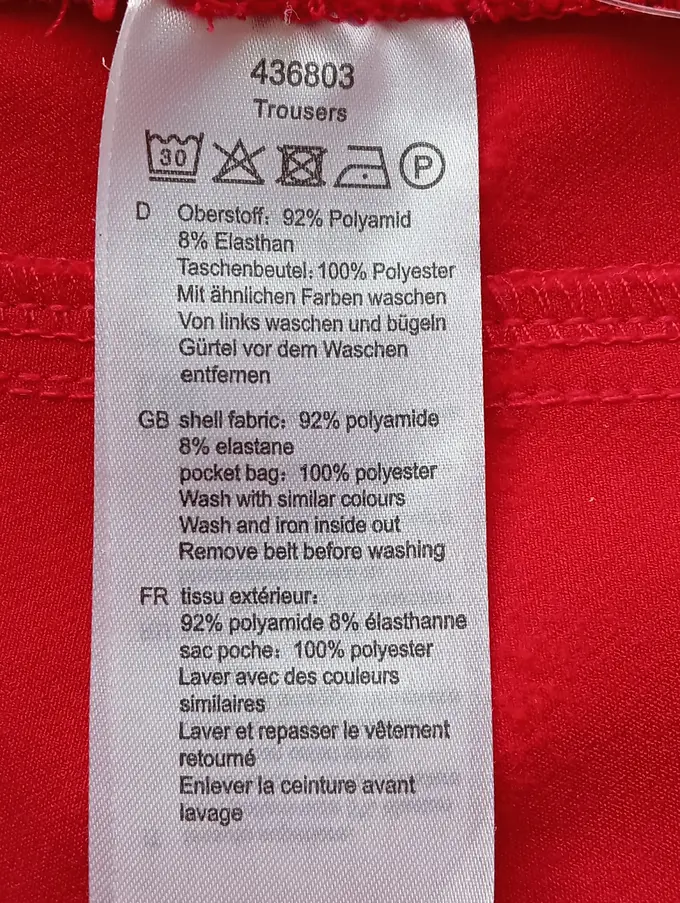 436803
Trousers
30
P
D Oberstoff: 92% Polyamid
8% Elasthan
Taschenbeutel: 100% Polyester
Mit ähnlichen Farben waschen
Von links waschen und bügeln
Gürtel vor dem Waschen
entfernen
GB shell fabric: 92% polyamide
8% elastane
pocket bag: 100% polyester
Wash with similar colours
Wash and iron inside out
Remove belt before washing
FR tissu extérieur:
92% polyamide 8% élasthanne
sac poche: 100% polyester
Laver avec des couleurs
similaires
Laver et repasser le vêtement
retourné
Enlever la ceinture avant
lavage